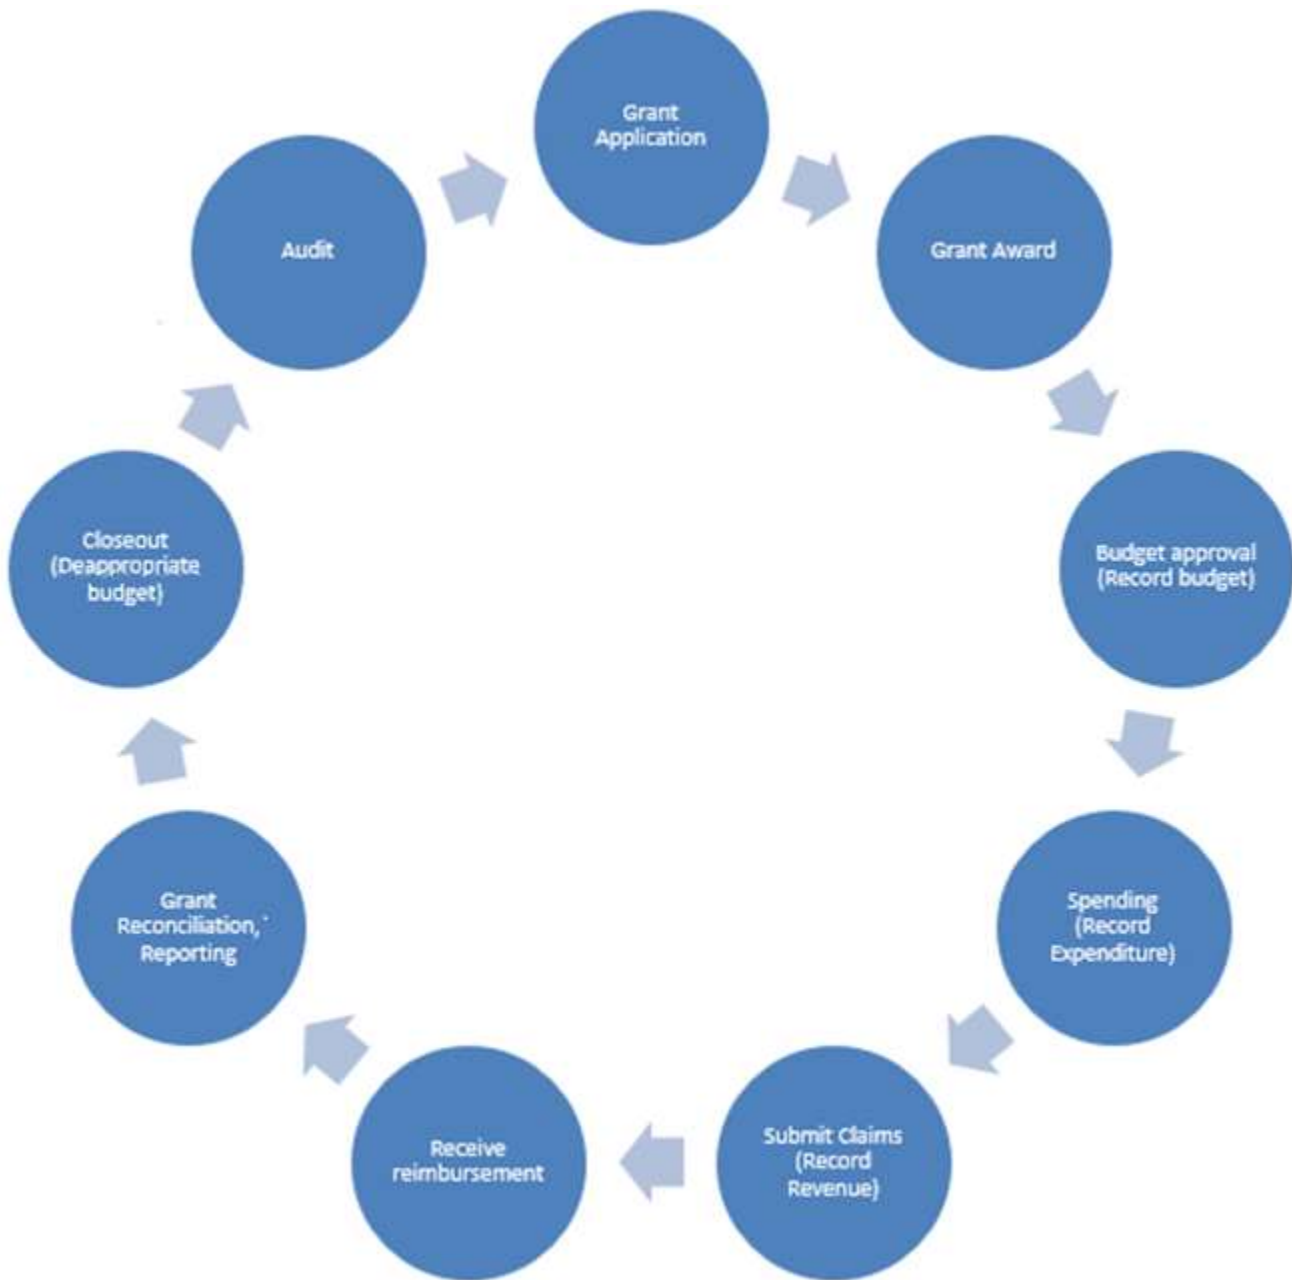 Grant
Application
Grant Award
Budget approval
(Record budget)
Spending
(Record
Expenditure)
Submit Claims
(Record
Revenue)
Receive
reimbursement
Grant
Reconciliation,
Reporting
Closeout
(Deappropriate
budget)
Audit